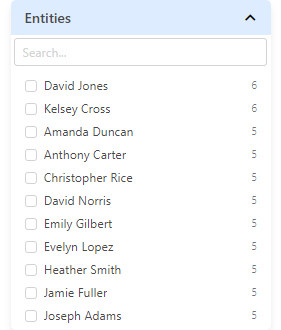 Entities
Search...
David Jones 6
Kelsey Cross 6
Amanda Duncan 5
Anthony Carter 5
Christopher Rice 5
David Norris 5
Emily Gilbert 5
Evelyn Lopez 5
Heather Smith 5
Jamie Fuller 5
Joseph Adams 5